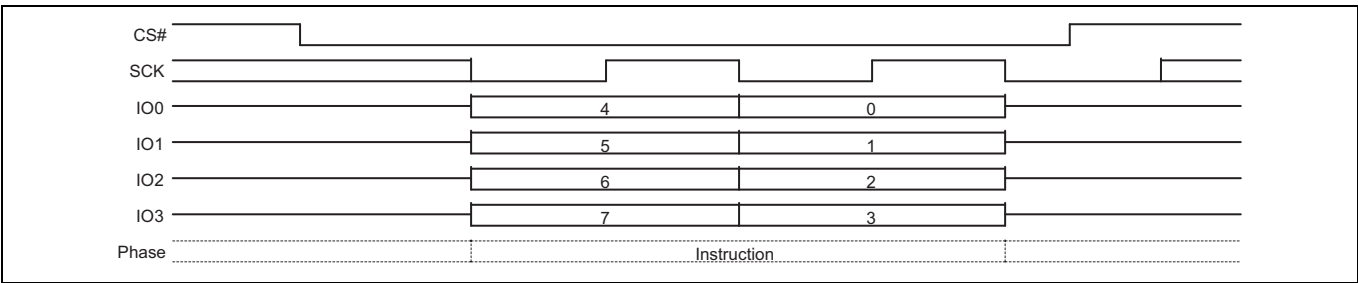 CS#
SCK
IO0 4 0
IO1 5 1
IO2 6 2
IO3 7 3
Phase Instruction